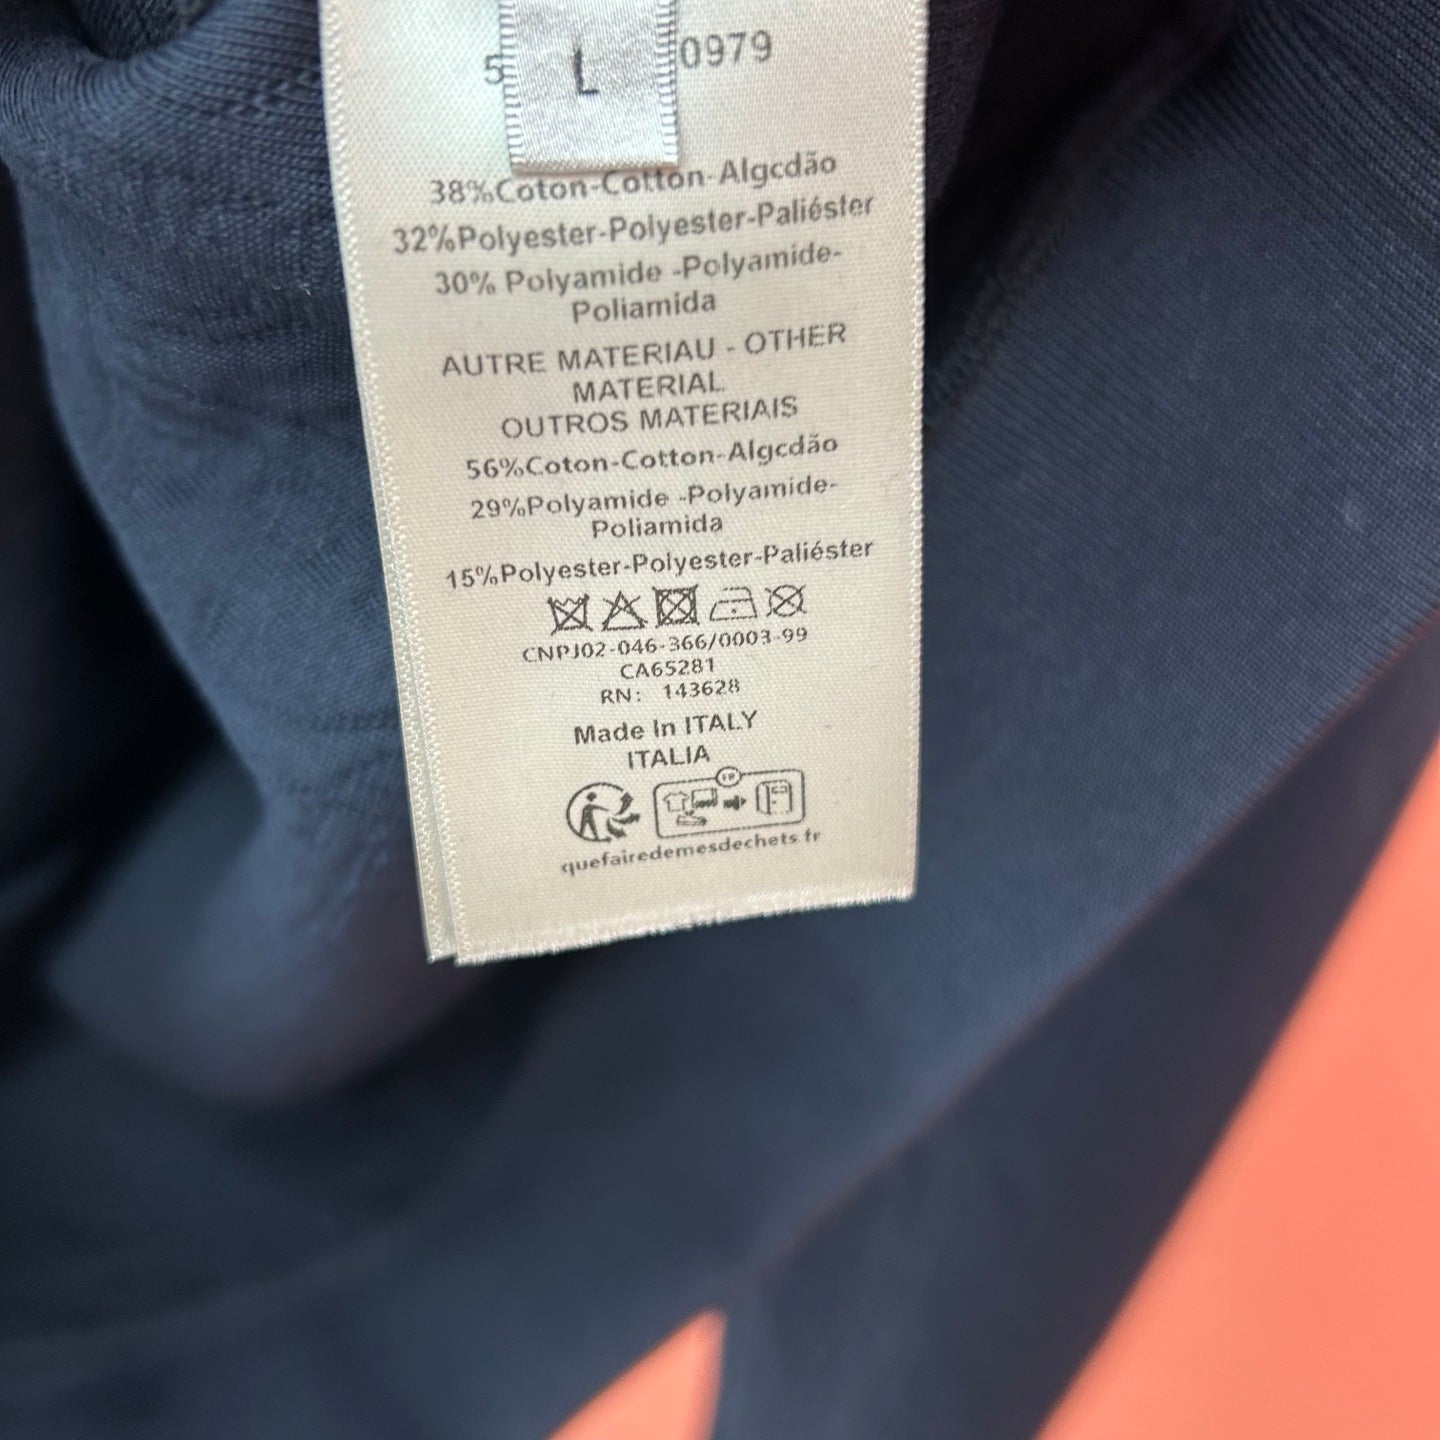 5 L 0979
38%Coton-Cotton-Algcdão
32%Polyester-Polyester-Paliéster
30% Polyamide -Polyamide-
Poliamida
AUTRE MATERIAU - OTHER
MATERIAL
OUTROS MATERIAIS
56%Coton-Cotton-Algcdão
29%Polyamide -Polyamide-
Poliamida
15%Polyester-Polyester-Paliéster
CNPJ02-046-366/0003-99
CA65281
RN: 143628
Made In ITALY
ITALIA
FR
quefairedemesdechets.fr